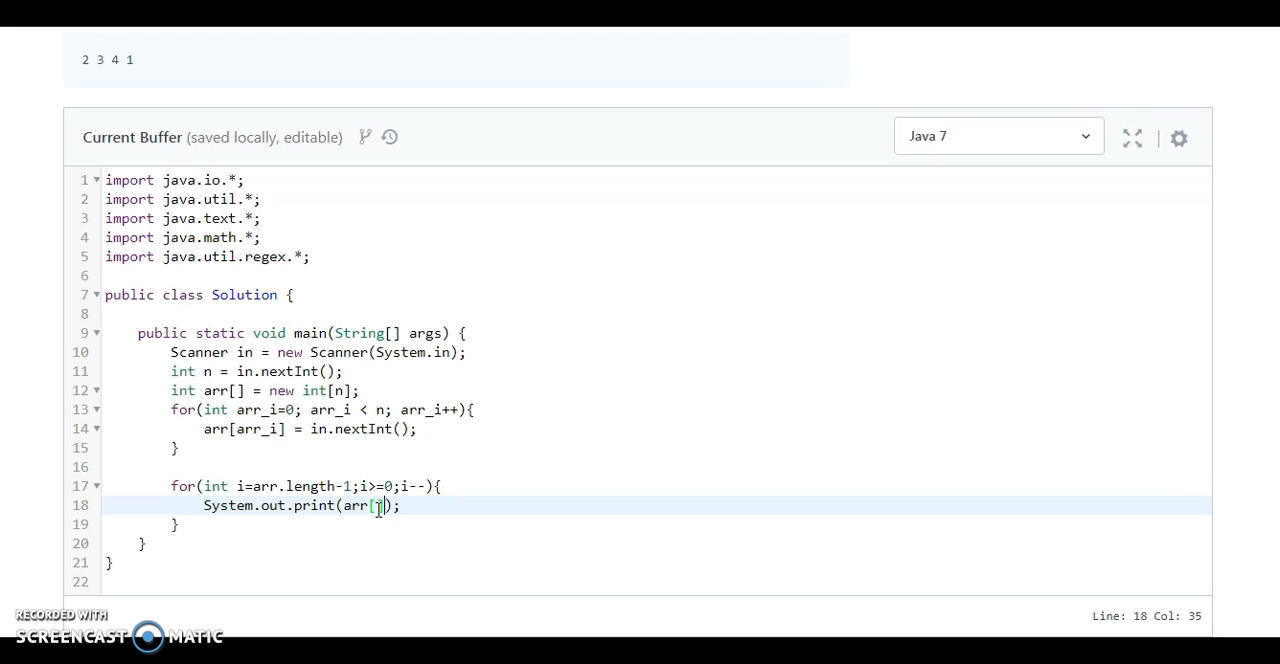 2 3 4 1
Current Buffer (saved locally, editable)
Java 7
1 import java.io.*;
2 import java.util.*;
3 import java.text.*;
4 import java.math.*;
5 import java.util.regex.*;
6
7 public class Solution {
8
9 public static void main(String[] args) {
10 Scanner in = new Scanner(System.in);
11 int n = in.nextInt();
12 int arr[] = new int[n];
13 for(int arr_i=0; arr_i < n; arr_i++){
14 arr[arr_i] = in.nextInt();
15 }
16
17 for(int i=arr.length-1;i>=0;i--){
18 System.out.print(arr[]);
19 }
20 }
21 }
22
Line: 18 Col: 35
RECORDED WITH
SCREENCAST MATIC